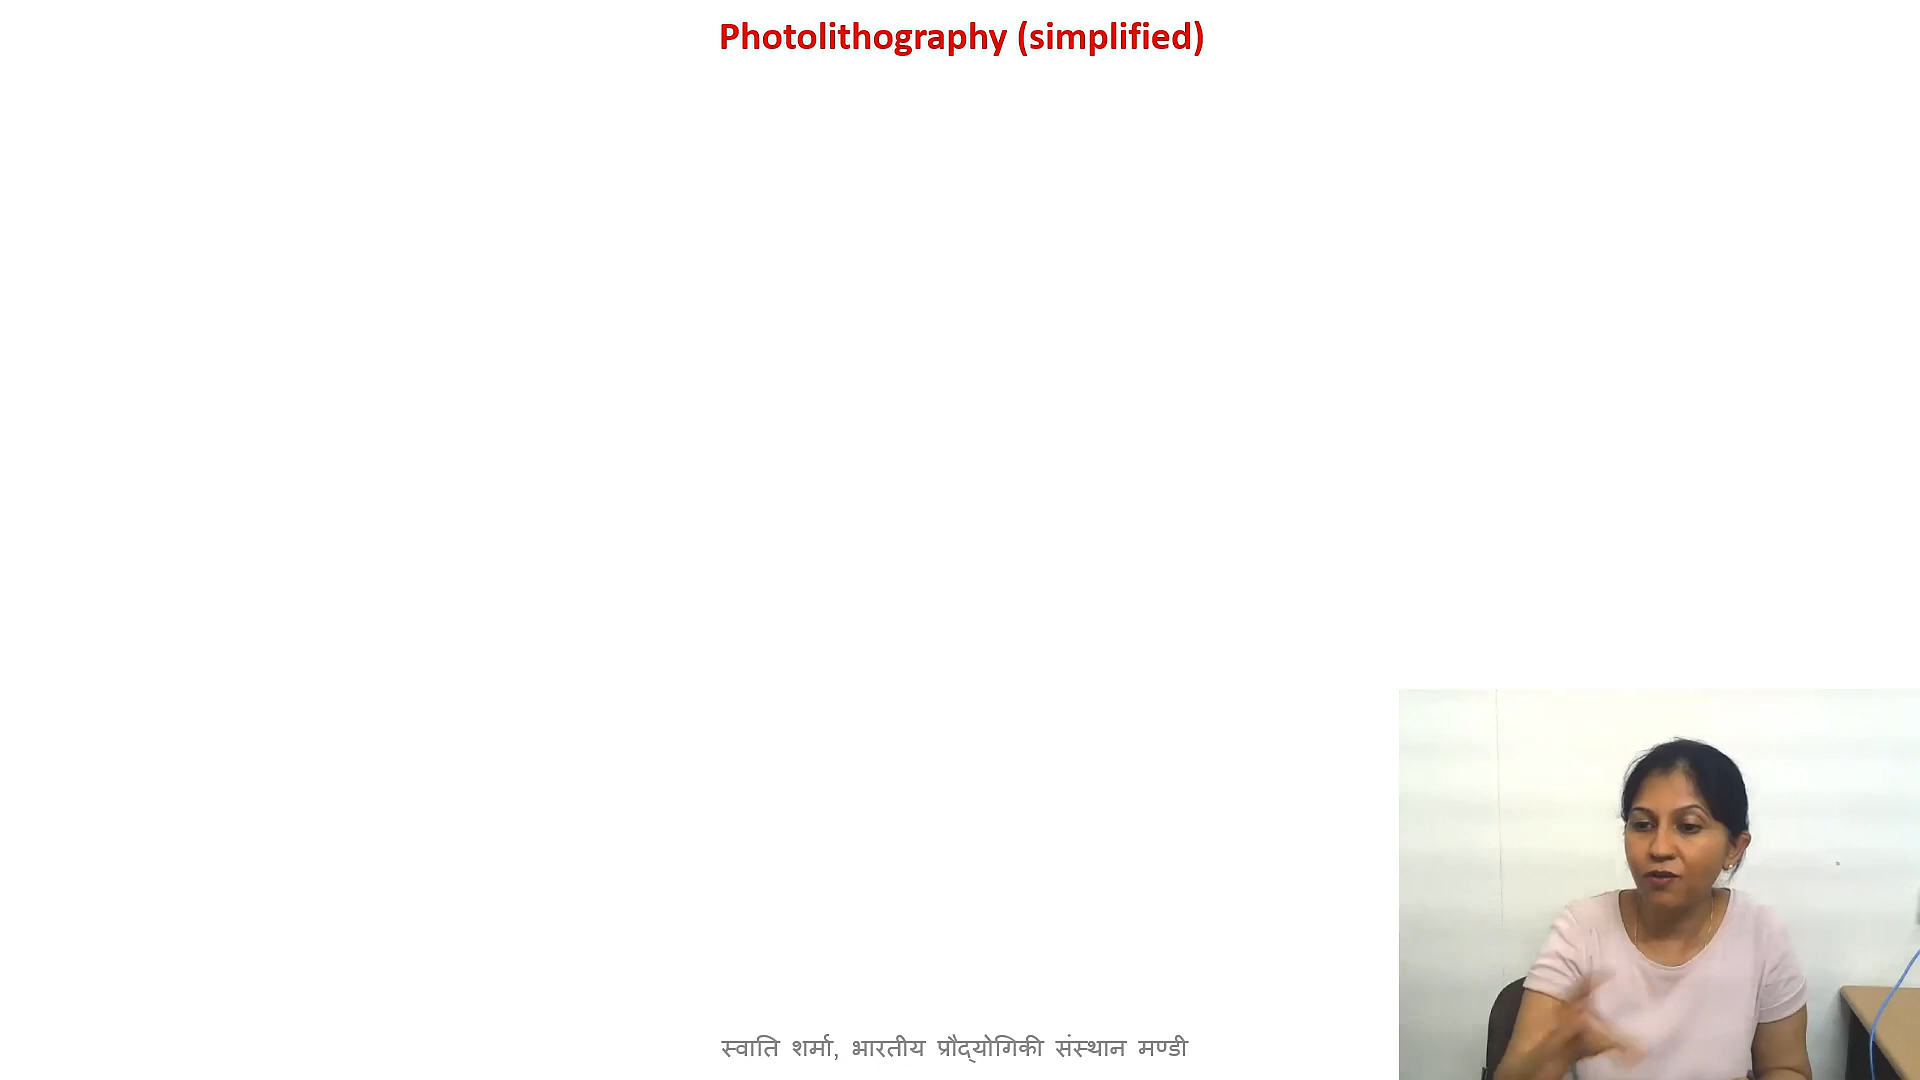 Photolithography (simplified)
स्वाति शर्मा, भारतीय प्रौद्योगिकी संस्थान मण्डी